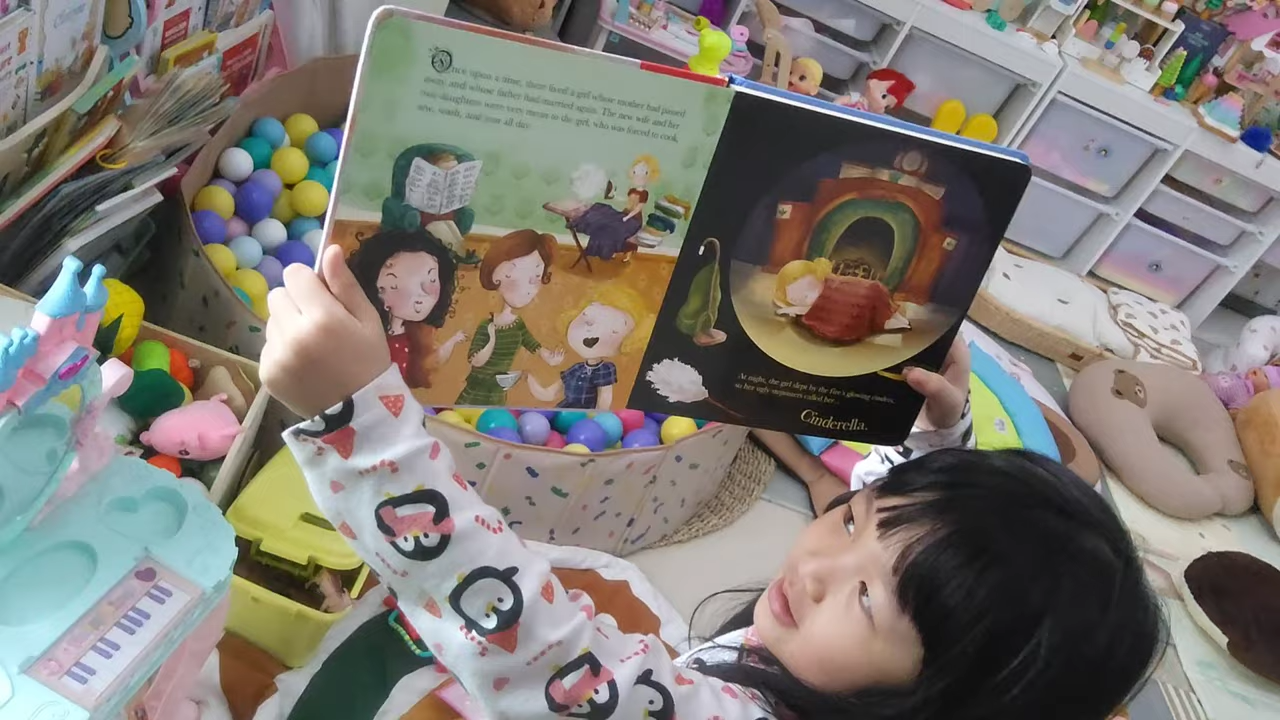 Once upon a time, there lived a girl whose mother had passed
away and whose father had married again. The new wife and her
two daughters were very mean to the girl, who was forced to cook,
sew, wash, and iron all day.
At night, the girl slept by the fire's glowing cinders,
so her ugly stepsisters called her...
Cinderella.